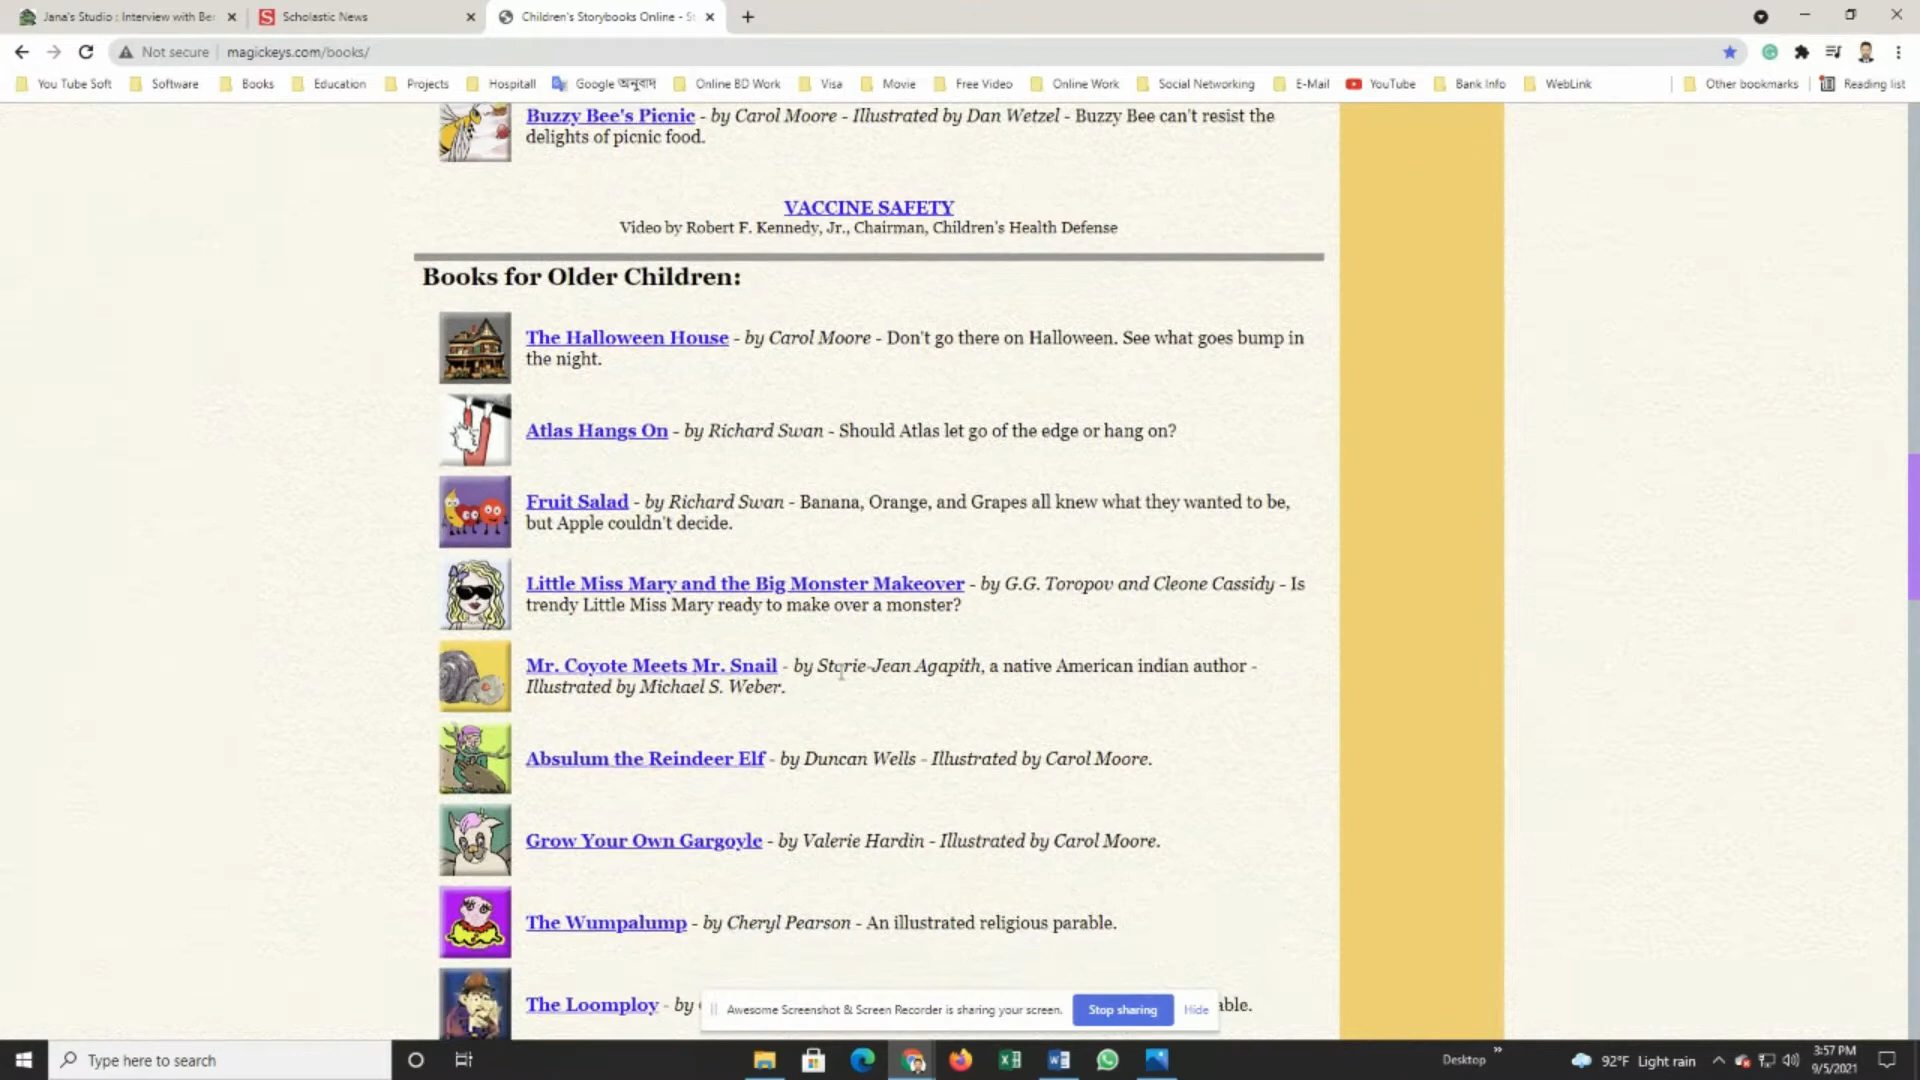 Jana's Studio : Interview with Be
Scholastic News
Children's Storybooks Online - S
Not secure | magickeys.com/books/
You Tube Soft Software Books Education Projects Hospitall Google অনুবাদ Online BD Work Visa Movie Free Video Online Work Social Networking E-Mail YouTube Bank Info WebLink Other bookmarks Reading list
Buzzy Bee's Picnic - by Carol Moore - Illustrated by Dan Wetzel - Buzzy Bee can't resist the
delights of picnic food.
VACCINE SAFETY
Video by Robert F. Kennedy, Jr., Chairman, Children's Health Defense
Books for Older Children:
The Halloween House - by Carol Moore - Don't go there on Halloween. See what goes bump in
the night.
Atlas Hangs On - by Richard Swan - Should Atlas let go of the edge or hang on?
Fruit Salad - by Richard Swan - Banana, Orange, and Grapes all knew what they wanted to be,
but Apple couldn't decide.
Little Miss Mary and the Big Monster Makeover - by G.G. Toropov and Cleone Cassidy - Is
trendy Little Miss Mary ready to make over a monster?
Mr. Coyote Meets Mr. Snail - by Storie-Jean Agapith, a native American indian author -
Illustrated by Michael S. Weber.
Absulum the Reindeer Elf - by Duncan Wells - Illustrated by Carol Moore.
Grow Your Own Gargoyle - by Valerie Hardin - Illustrated by Carol Moore.
The Wumpalump - by Cheryl Pearson - An illustrated religious parable.
The Loomploy - by
able.
Awesome Screenshot & Screen Recorder is sharing your screen. Stop sharing Hide
Type here to search
Desktop
92°F Light rain
3:57 PM
9/5/2021